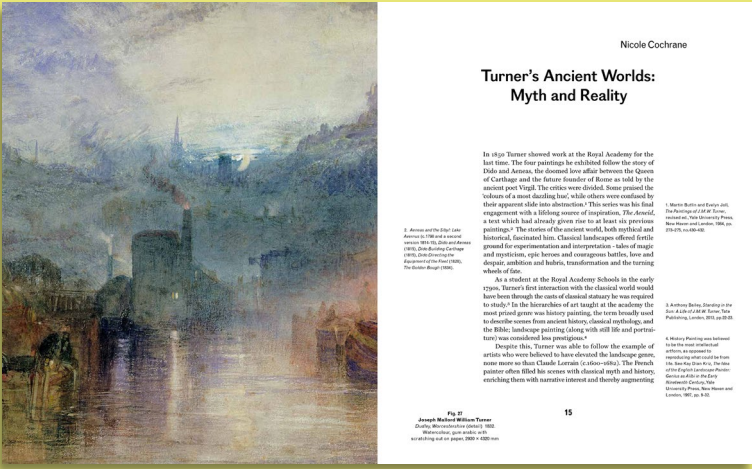 Nicole Cochrane
Turner's Ancient Worlds:
Myth and Reality
In 1850 Turner showed work at the Royal Academy for the
last time. The four paintings he exhibited follow the story of
Dido and Aeneas, the doomed love affair between the Queen
of Carthage and the future founder of Rome as told by the
ancient poet Virgil. The critics were divided. Some praised the
'colours of a most dazzling hue', while others were confused by
their apparent slide into abstraction.¹ This series was his final
engagement with a lifelong source of inspiration, The Aeneid,
a text which had already given rise to at least six previous
paintings.² The stories of the ancient world, both mythical and
historical, fascinated him. Classical landscapes offered fertile
ground for experimentation and interpretation - tales of magic
and mysticism, epic heroes and courageous battles, love and
despair, ambition and hubris, transformation and the turning
wheels of fate.
As a student at the Royal Academy Schools in the early
1790s, Turner's first interaction with the classical world would
have been through the casts of classical statuary he was required
to study.³ In the hierarchies of art taught at the academy the
most prized genre was history painting, the term broadly used
to describe scenes from ancient history, classical mythology, and
the Bible; landscape painting (along with still life and portrai-
ture) was considered less prestigious.⁴
Despite this, Turner was able to follow the example of
artists who were believed to have elevated the landscape genre,
none more so than Claude Lorrain (c.1600–1682). The French
painter often filled his scenes with classical myth and history,
enriching them with narrative interest and thereby augmenting
1. Martin Butlin and Evelyn Joll,
The Paintings of J.M.W. Turner,
revised ed., Yale University Press,
New Haven and London, 1984, pp.
2. Aeneas and the Sibyl: Lake
Avernus (c.1798 and a second
version 1814-15), Dido and Aeneas
(1815), Dido Building Carthage
(1815), Dido Directing the
Equipment of the Fleet (1828),
The Golden Bough (1834).
3. Anthony Bailey, Standing in the
Sun: A Life of J.M.W. Turner, Tate
Publishing, London, 2013, pp.
4. History Painting was believed
to be the most intellectual
artform, as opposed to
reproducing what could be from
life. See Kay Dian Kriz, The Idea
of the English Landscape Painter:
Genius as Alibi in the Early
Nineteenth Century, Yale
University Press, New Haven and
London, 1997, pp. 9-32.
Fig. 27
Joseph Mallord William Turner
Dudley, Worcestershire (detail) 1832.
Watercolour, gum arabic with
scratching out on paper,
15